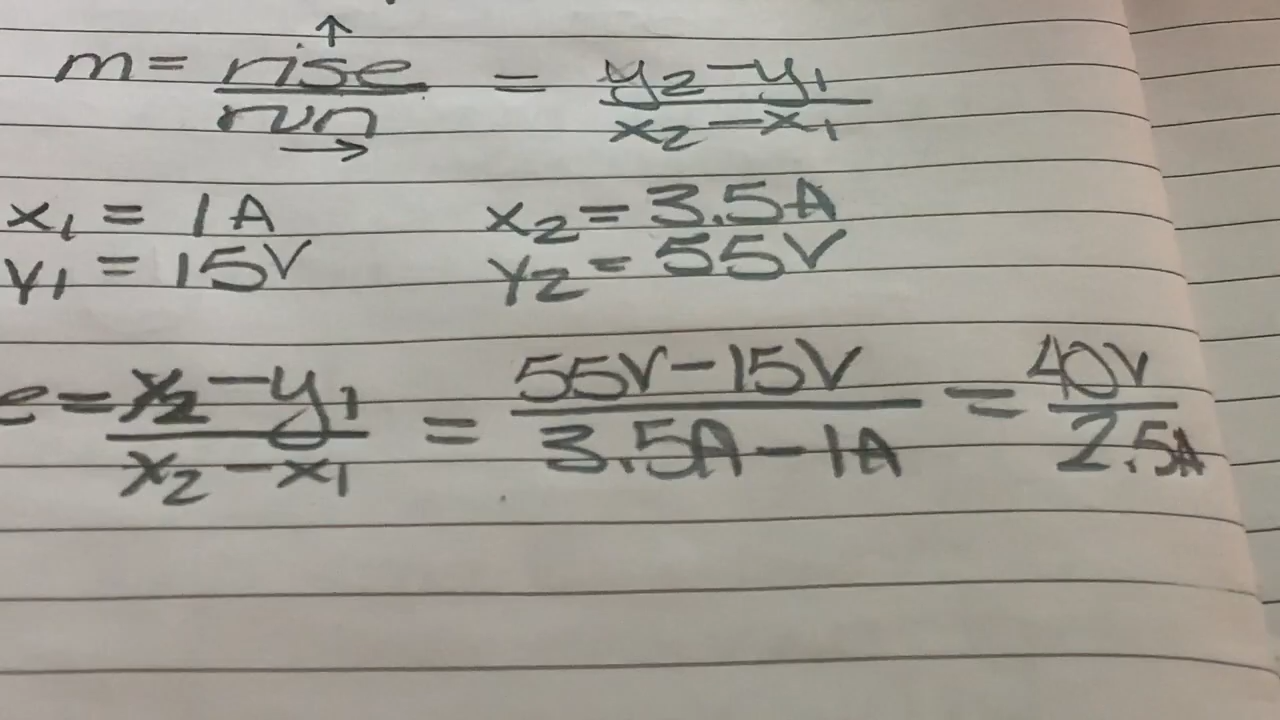 m = rise/run = y₂-y₁/x₂-x₁
x₁ = 1A x₂ = 3.5A
y₁ = 15V y₂ = 55V
e = y₂-y₁/x₂-x₁ = 55V-15V/3.5A-1A = 40V/2.5A